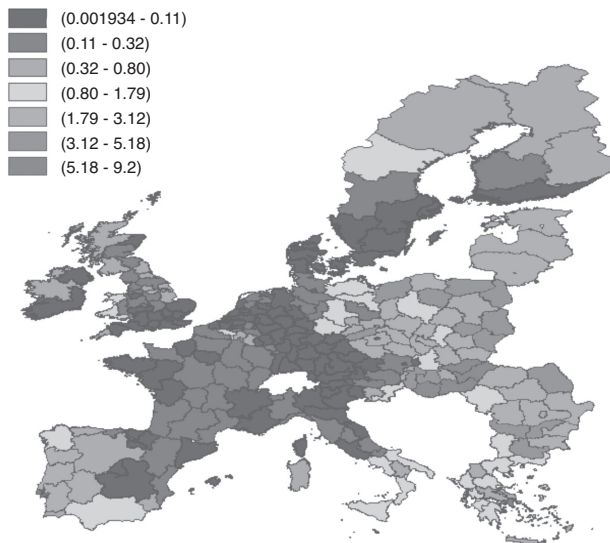 (0.001934 - 0.11)
(0.11 - 0.32)
(0.32 - 0.80)
(0.80 - 1.79)
(1.79 - 3.12)
(3.12 - 5.18)
(5.18 - 9.2)